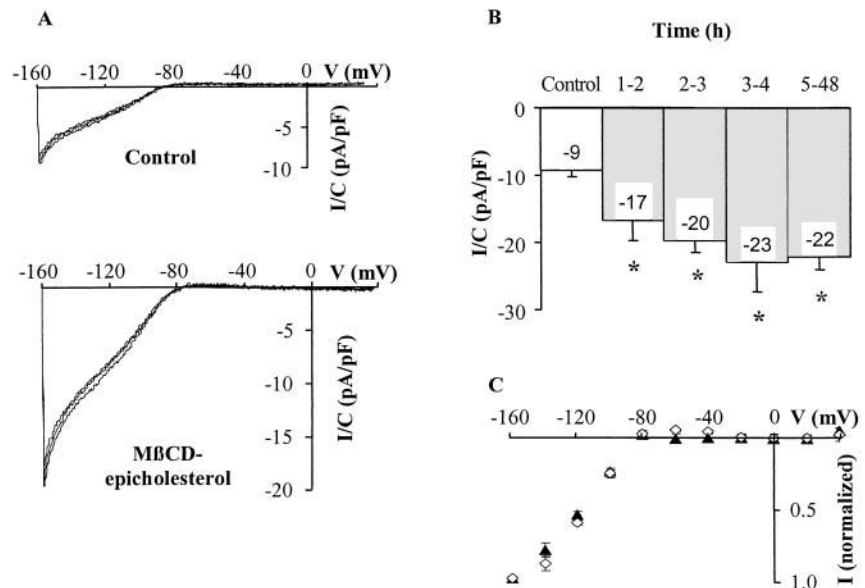 A
-160 -120 -80 -40 0 V (mV)
-5
-10
I/C (pA/pF)
Control
-160 -120 -80 -40 0 V (mV)
-5
-10
-15
-20
I/C (pA/pF)
MßCD-
epicholesterol
B
Time (h)
Control 1-2 2-3 3-4 5-48
0
-10
-20
-30
I/C (pA/pF)
-9
-17
-20
-23
-22
* * * *
C
-160 -120 -80 -40 0 V (mV)
0.5
1.0
I (normalized)